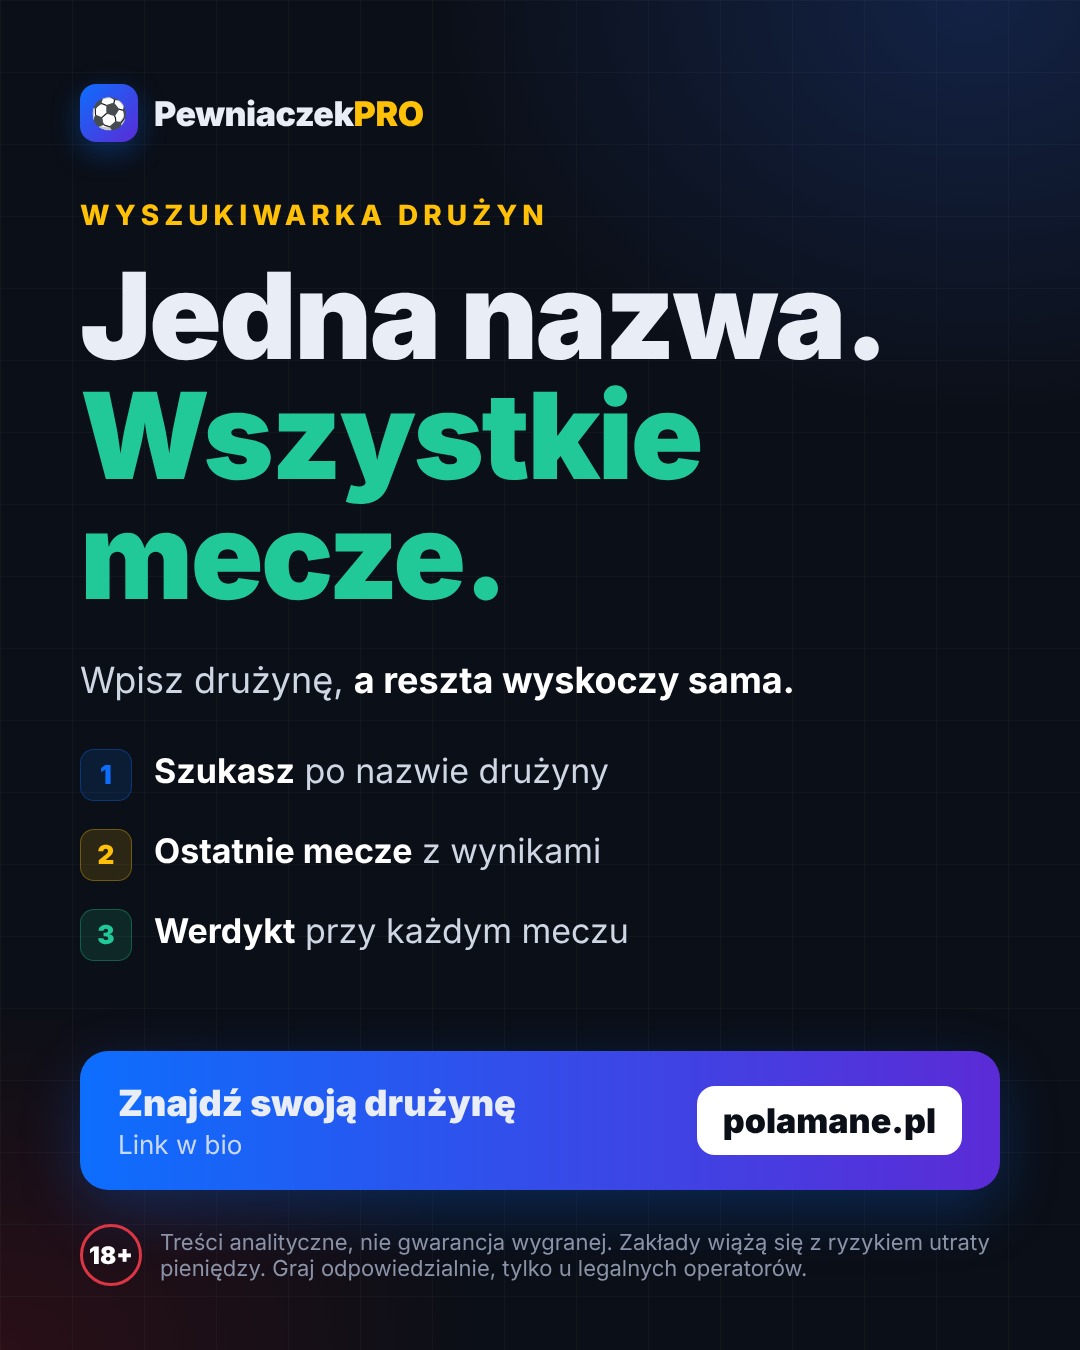 PewniaczekPRO
WYSZUKIWARKA DRUŻYN
Jedna nazwa.
Wszystkie
mecze.
Wpisz drużynę, a reszta wyskoczy sama.
1 Szukasz po nazwie drużyny
2 Ostatnie mecze z wynikami
3 Werdykt przy każdym meczu
Znajdź swoją drużynę
Link w bio
polamane.pl
18+
Treści analityczne, nie gwarancja wygranej. Zakłady wiążą się z ryzykiem utraty
pieniędzy. Graj odpowiedzialnie, tylko u legalnych operatorów.